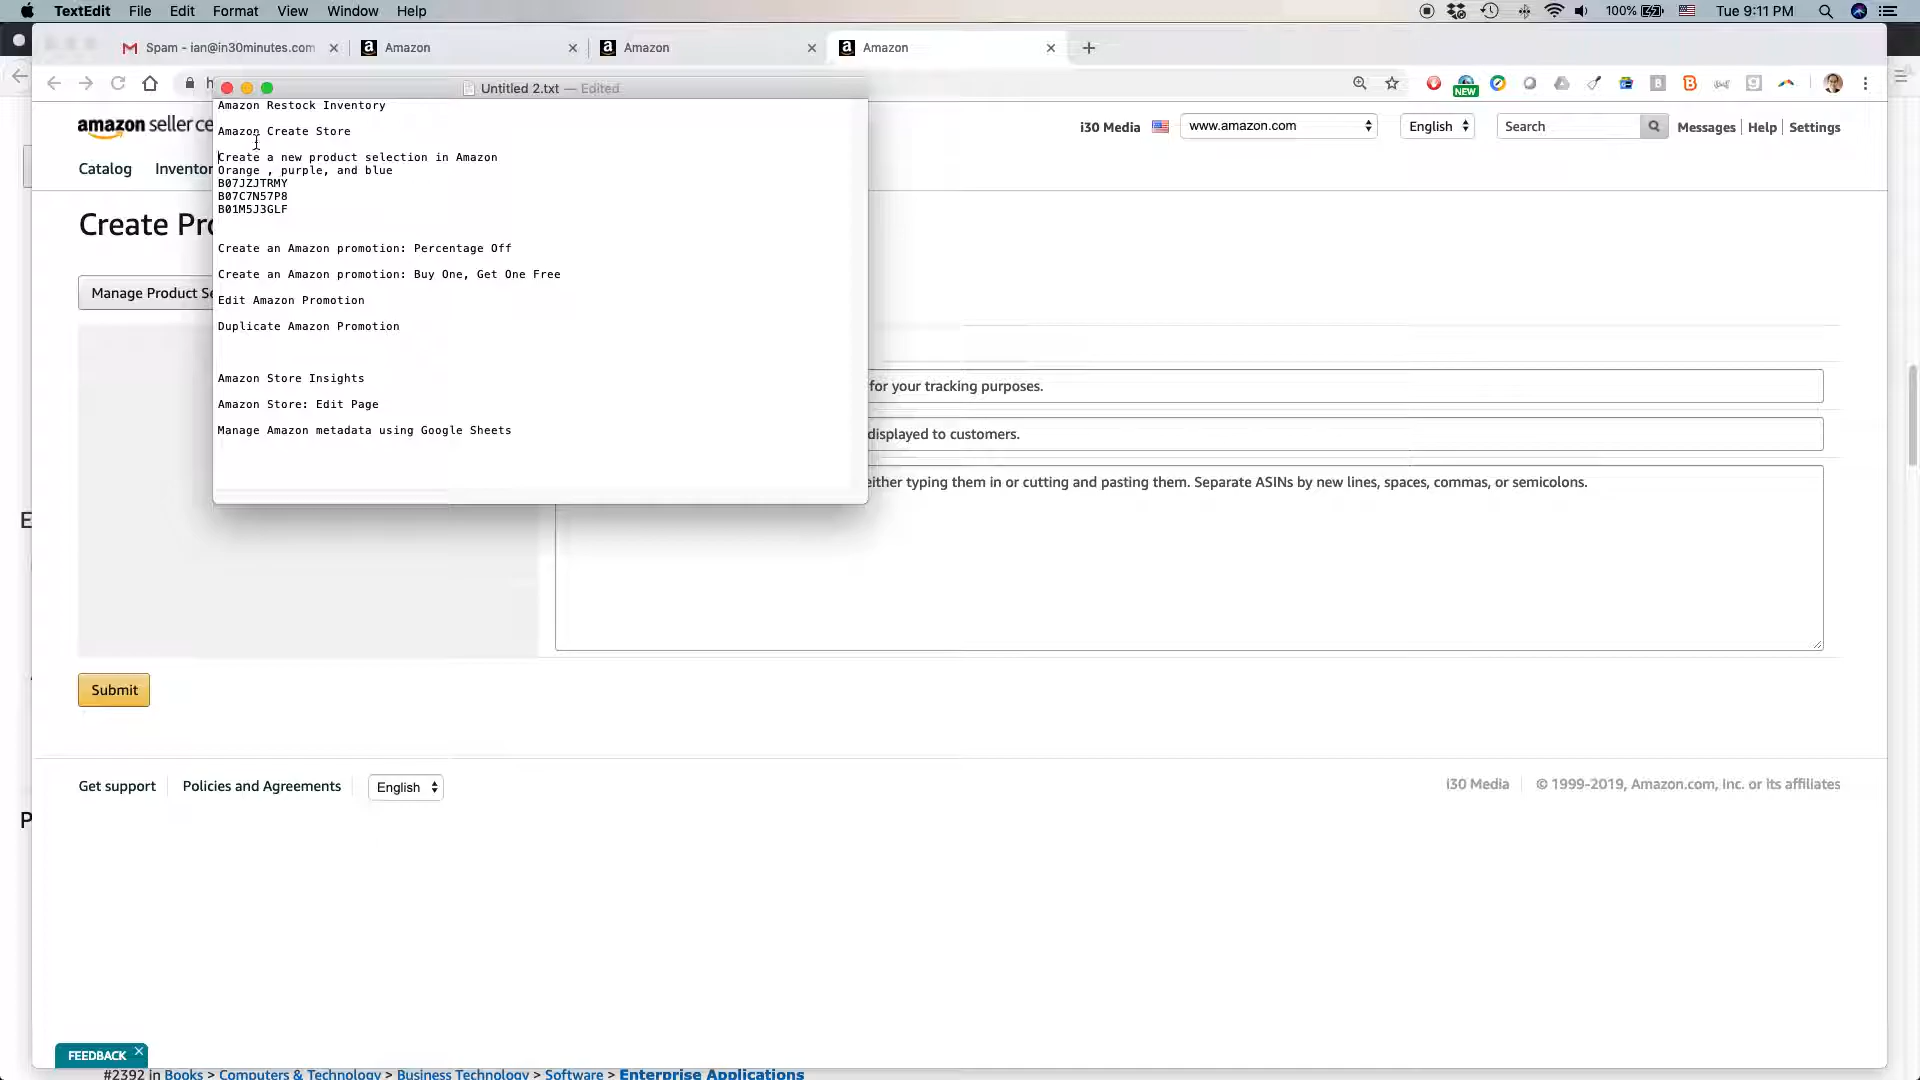 TextEdit File Edit Format View Window Help
100% Tue 9:11 PM
Spam - ian@in30minutes.com
Amazon
Amazon
Amazon
NEW
Untitled 2.txt — Edited
Amazon Restock Inventory
Amazon Create Store
Create a new product selection in Amazon
Orange , purple, and blue
B07JZJTRMY
B07C7N57P8
B01M5J3GLF
Create an Amazon promotion: Percentage Off
Create an Amazon promotion: Buy One, Get One Free
Edit Amazon Promotion
Duplicate Amazon Promotion
Amazon Store Insights
Amazon Store: Edit Page
Manage Amazon metadata using Google Sheets
amazon seller ce
i30 Media www.amazon.com English Search Messages Help Settings
Catalog Inventor
Create Pro
Manage Product Se
for your tracking purposes.
displayed to customers.
either typing them in or cutting and pasting them. Separate ASINs by new lines, spaces, commas, or semicolons.
Submit
Get support Policies and Agreements English
i30 Media © 1999-2019, Amazon.com, Inc. or its affiliates
FEEDBACK
#2392 in Books > Computers & Technology > Business Technology > Software > Enterprise Applications